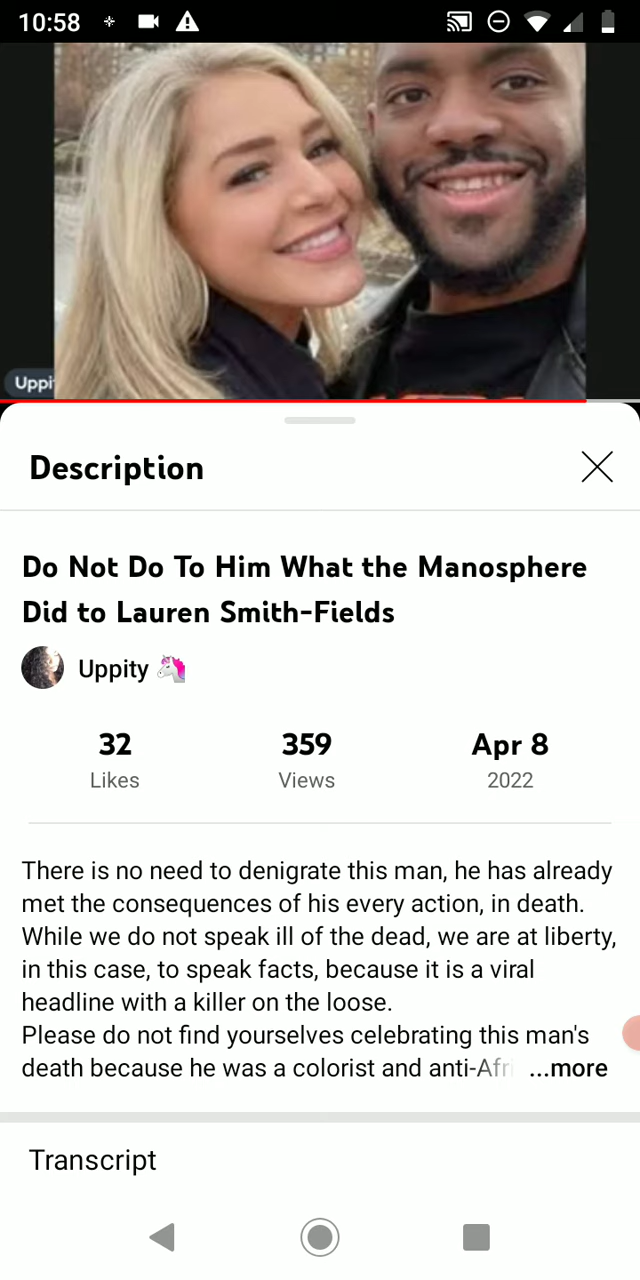 10:58
Uppi
Description
Do Not Do To Him What the Manosphere
Did to Lauren Smith-Fields
Uppity 🦄
32
Likes
359
Views
Apr 8
2022
There is no need to denigrate this man, he has already
met the consequences of his every action, in death.
While we do not speak ill of the dead, we are at liberty,
in this case, to speak facts, because it is a viral
headline with a killer on the loose.
Please do not find yourselves celebrating this man's
death because he was a colorist and anti-Afri ...more
Transcript